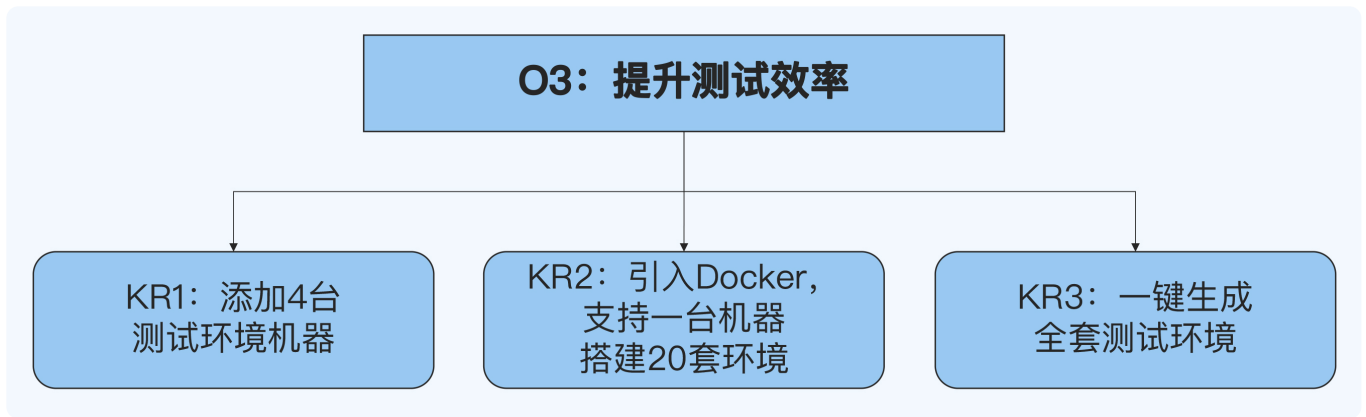 O3：提升测试效率
KR1：添加4台
测试环境机器
KR2：引入Docker，
支持一台机器
搭建20套环境
KR3：一键生成
全套测试环境